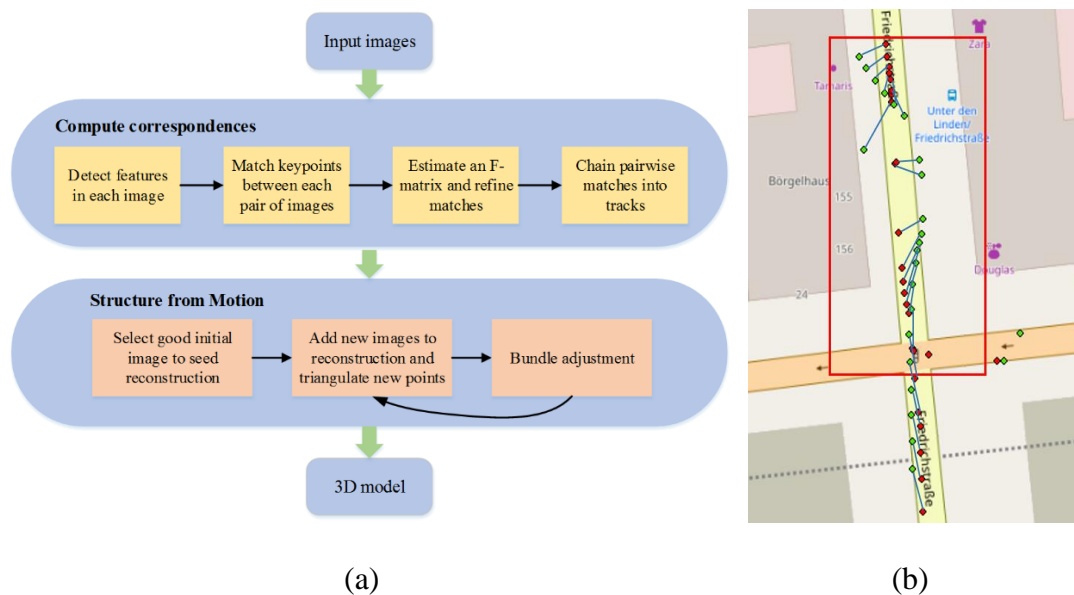 Input images
Compute correspondences
Detect features
in each image
Match keypoints
between each
pair of images
Estimate an F-
matrix and refine
matches
Chain pairwise
matches into
tracks
Structure from Motion
Select good initial
image to seed
reconstruction
Add new images to
reconstruction and
triangulate new points
Bundle adjustment
3D model
(a)
Zara
Tamaris
Unter den
Linden/
Friedrichstraße
Börgelhaus
155
156
Douglas
24
Friedrichstraße
(b)